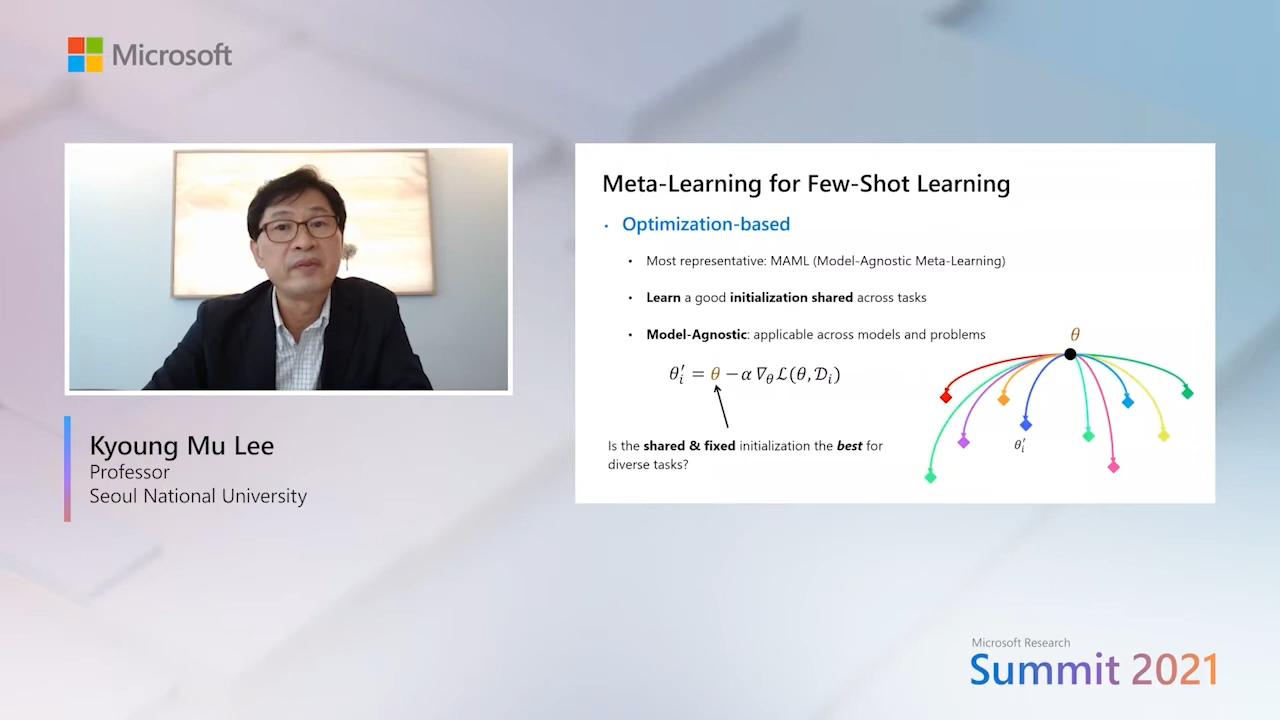 Microsoft
Meta-Learning for Few-Shot Learning
• Optimization-based
• Most representative: MAML (Model-Agnostic Meta-Learning)
• Learn a good initialization shared across tasks
• Model-Agnostic: applicable across models and problems
θ
θ′ᵢ = θ − α ∇θ ℒ(θ, 𝒟ᵢ)
θ′ᵢ
Is the shared & fixed initialization the best for
diverse tasks?
Kyoung Mu Lee
Professor
Seoul National University
Microsoft Research
Summit 2021